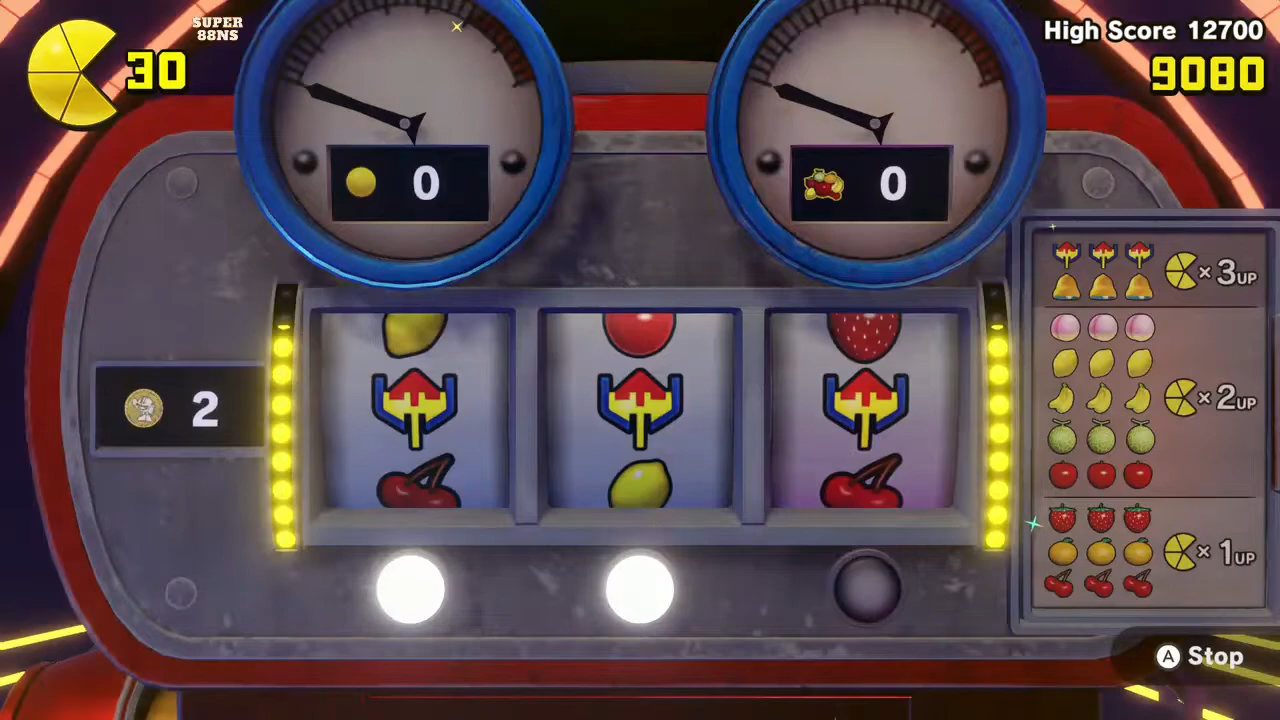 SUPER
88NS
30
High Score 12700
9080
0
0
2
× 3UP
× 2UP
× 1UP
A Stop